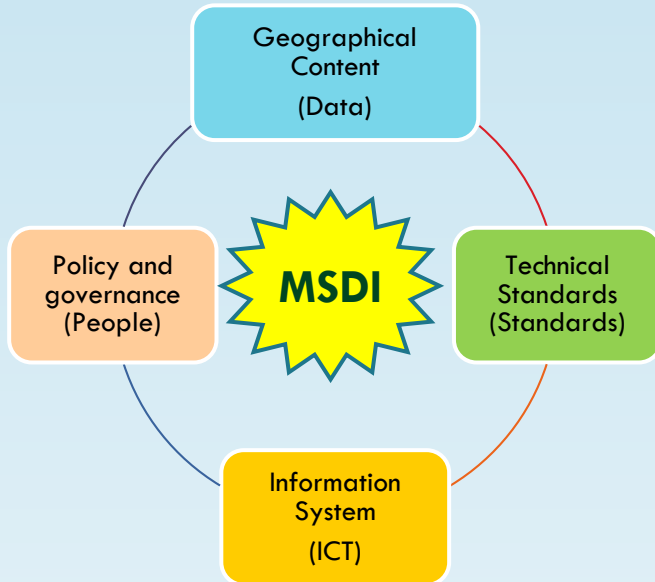 Geographical
Content
(Data)
Policy and
governance
(People)
MSDI
Technical
Standards
(Standards)
Information
System
(ICT)